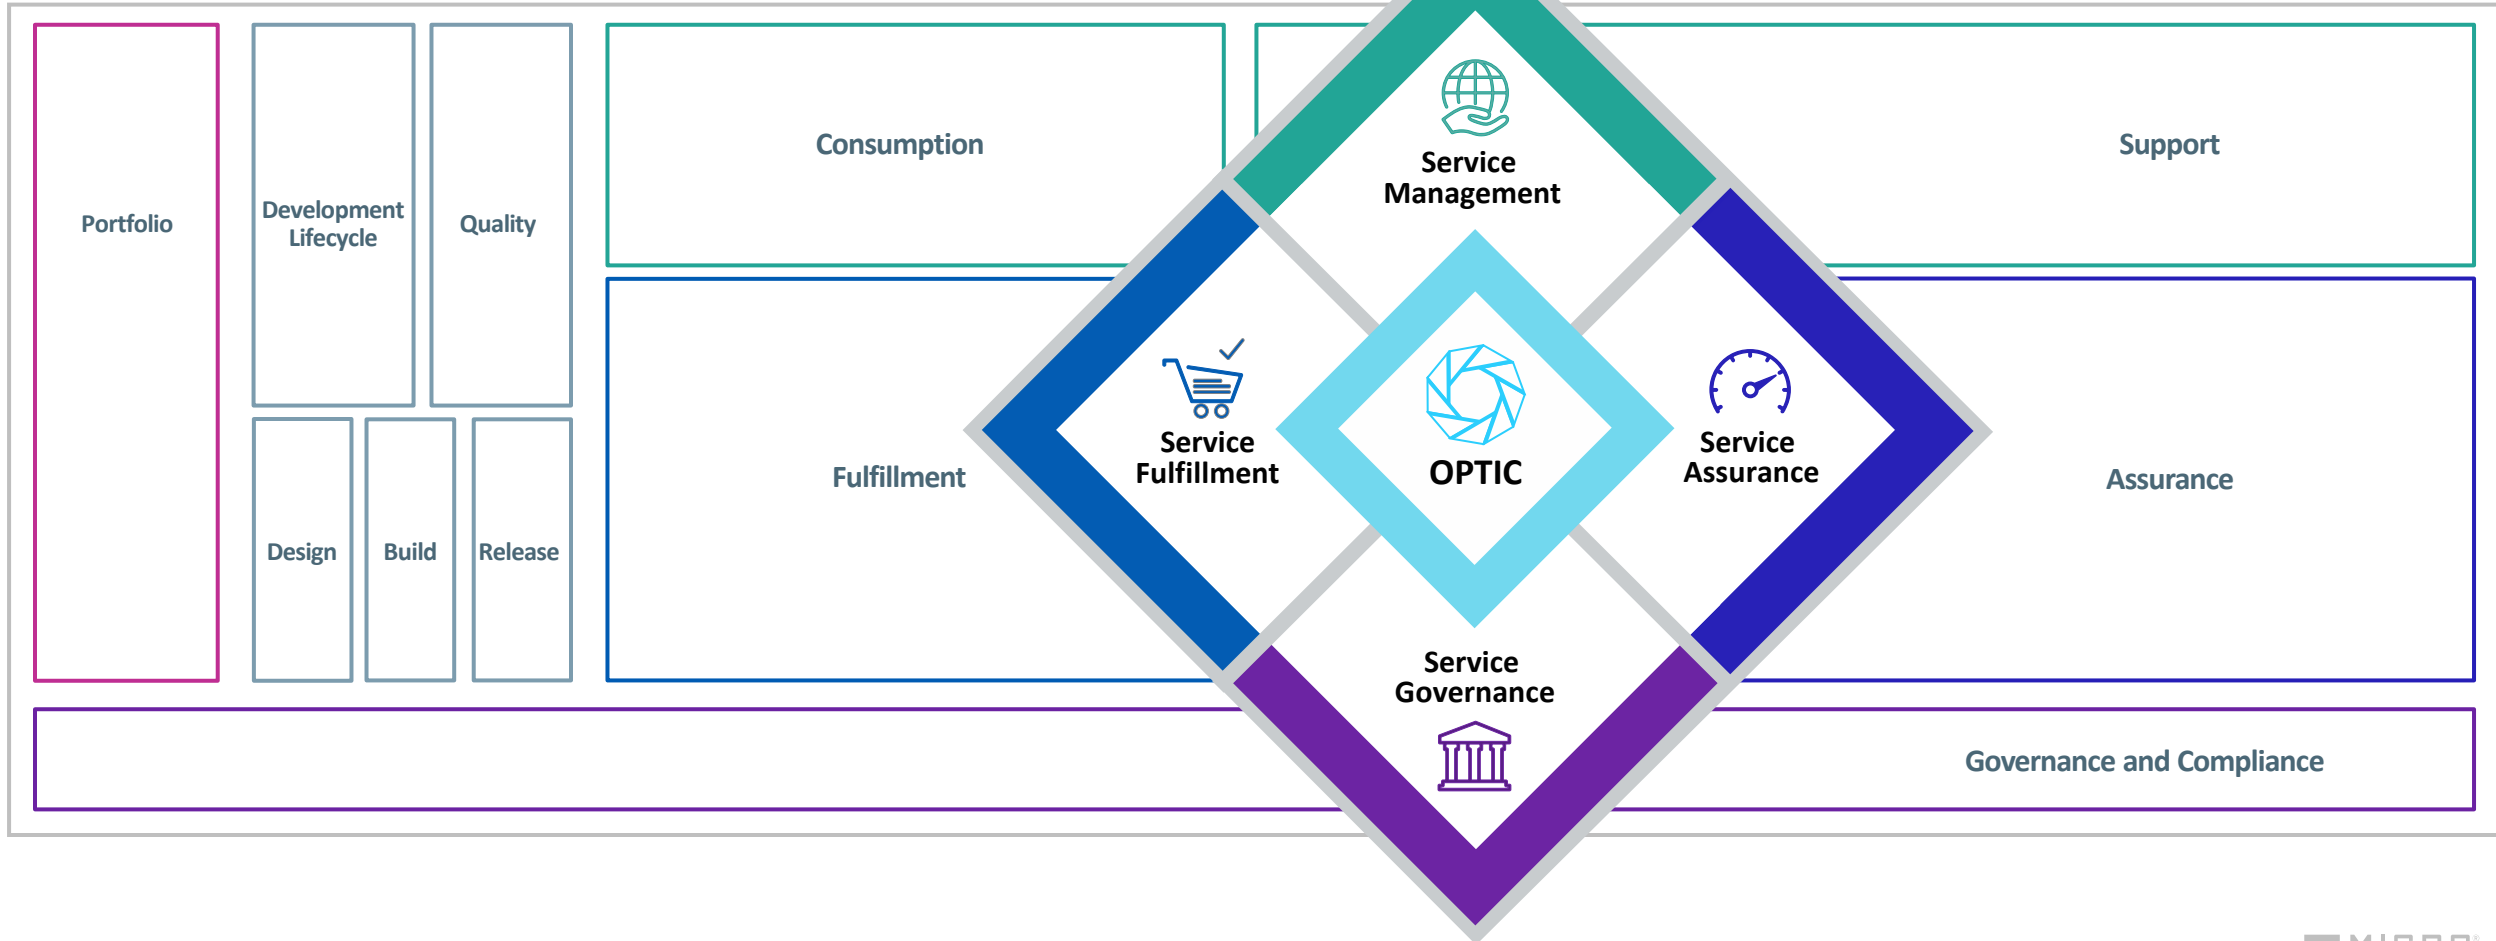 Portfolio
Development
Lifecycle
Quality
Design
Build
Release
Consumption
Support
Fulfillment
Assurance
Governance and Compliance
Service
Management
Service
Fulfillment
OPTIC
Service
Assurance
Service
Governance